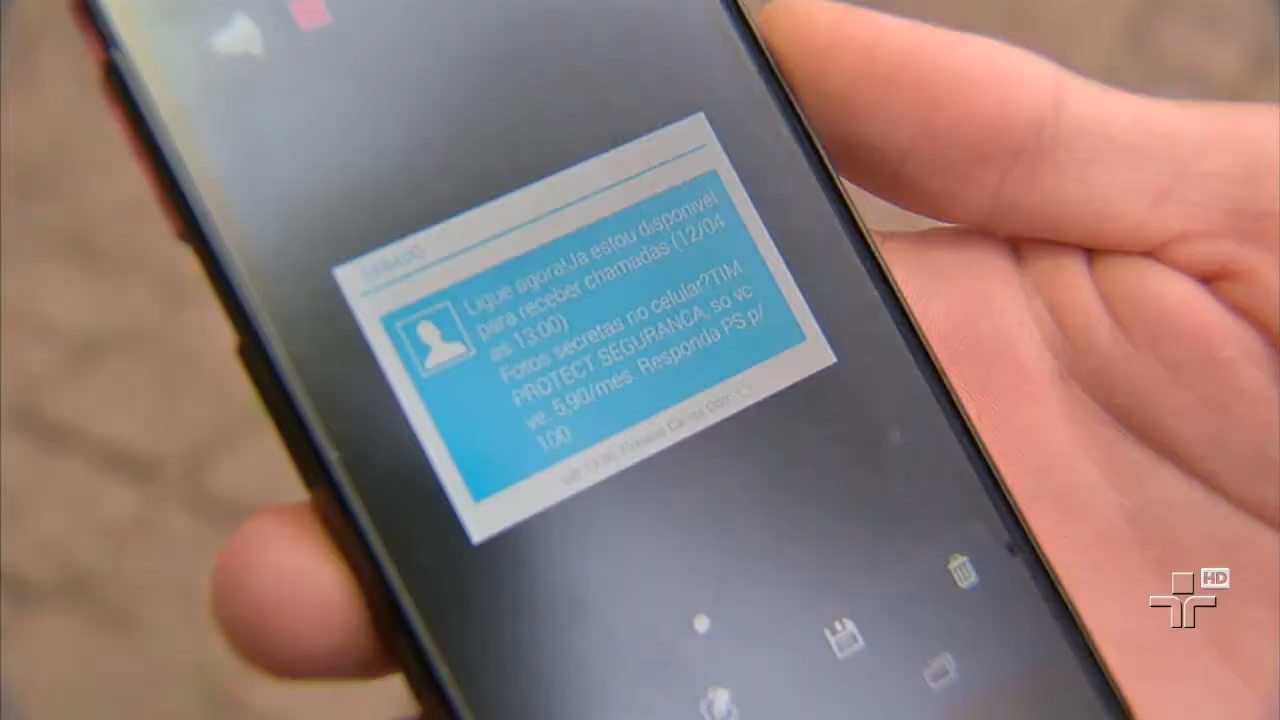 Ligue agora!Ja estou disponivel
para receber chamadas (12/04
as 13:00)
Fotos secretas no celular?TIM
PROTECT SEGURANCA, so vc
ve. 5,90/mes. Responda PS p/
100
HD